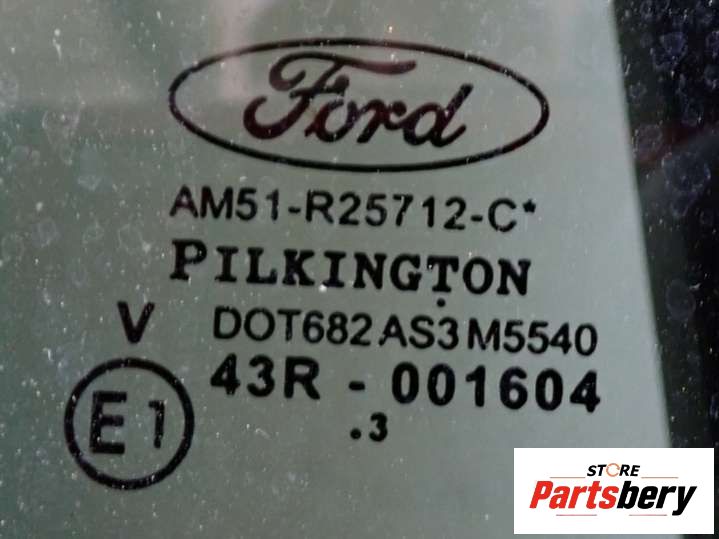 Ford
AM51-R25712-C*
PILKINGTON
V DOT682 AS3 M5540
43R - 001604
E1
.3
STORE
Partsbery